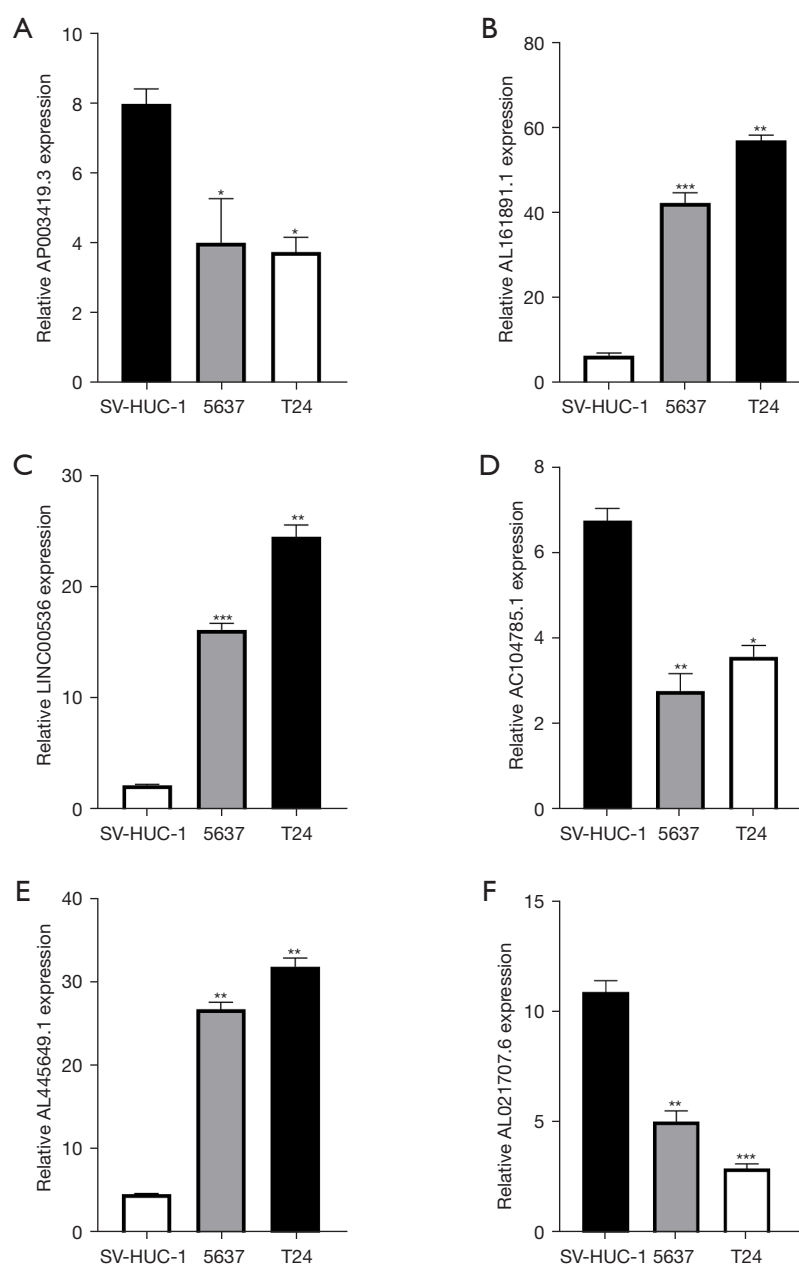 A
Relative AP003419.3 expression
10
8
6
4
2
0
*
*
SV-HUC-1 5637 T24
B
Relative AL161891.1 expression
80
60
40
20
0
***
**
SV-HUC-1 5637 T24
C
Relative LINC00536 expression
30
20
10
0
***
**
SV-HUC-1 5637 T24
D
Relative AC104785.1 expression
8
6
4
2
0
**
*
SV-HUC-1 5637 T24
E
Relative AL445649.1 expression
40
30
20
10
0
**
**
SV-HUC-1 5637 T24
F
Relative AL021707.6 expression
15
10
5
0
**
***
SV-HUC-1 5637 T24